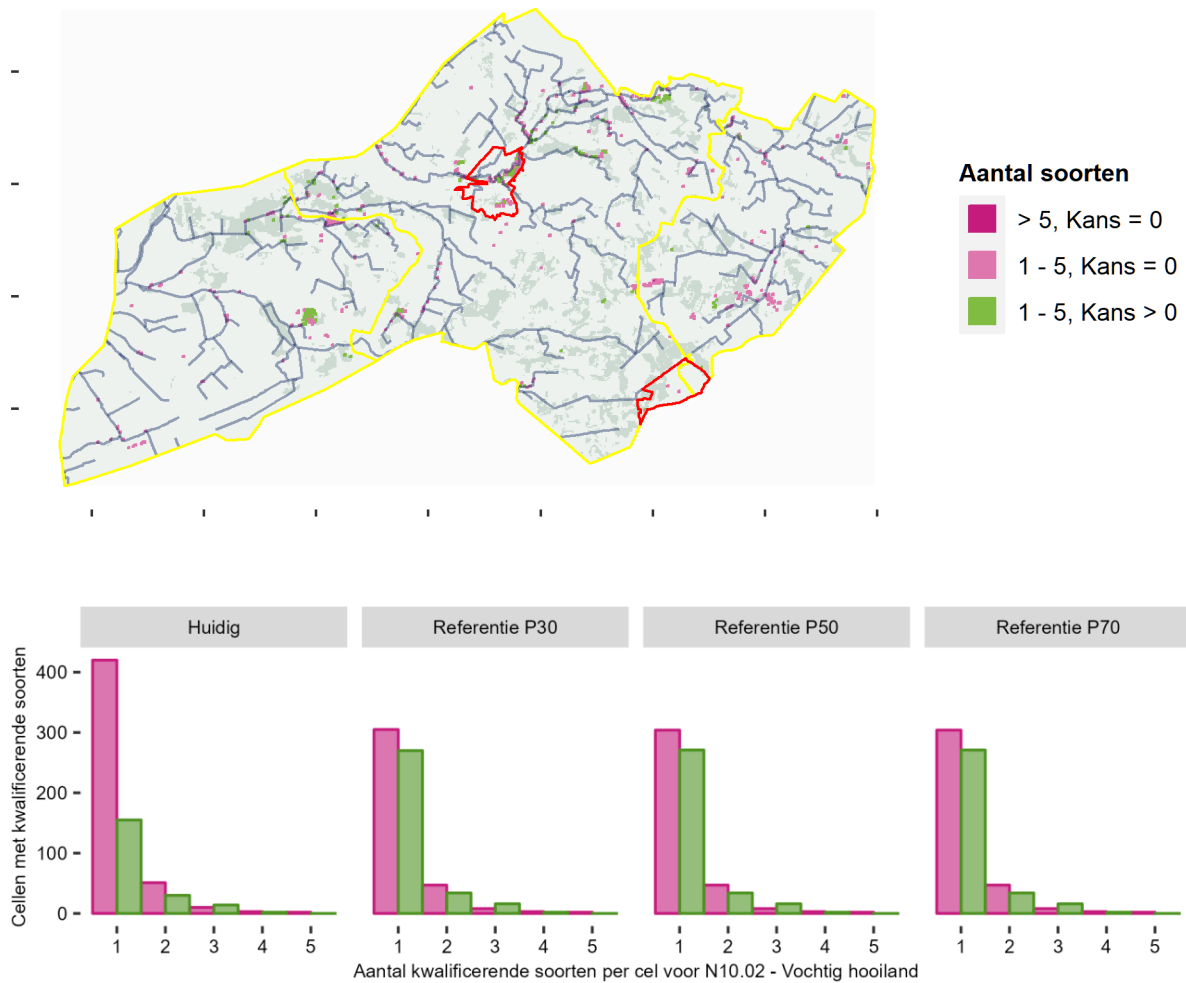 Aantal soorten
> 5, Kans = 0
1 - 5, Kans = 0
1 - 5, Kans > 0
Huidig
Referentie P30
Referentie P50
Referentie P70
Cellen met kwalificerende soorten
400
300
200
100
0
1 2 3 4 5
1 2 3 4 5
1 2 3 4 5
1 2 3 4 5
Aantal kwalificerende soorten per cel voor N10.02 - Vochtig hooiland